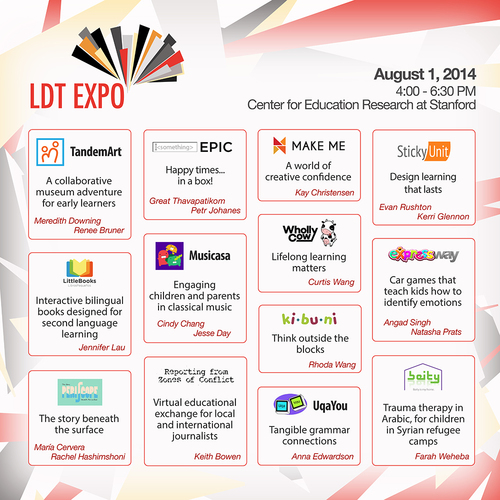 LDT EXPO
August 1, 2014
4:00 - 6:30 PM
Center for Education Research at Stanford
TandemArt
A collaborative
museum adventure
for early learners
Meredith Downing
Renee Bruner
[<something>] EPIC
Happy times...
in a box!
Great Thavapatikom
Petr Johanes
MAKE ME
A world of
creative confidence
Kay Christensen
StickyUnit
Design learning
that lasts
Evan Rushton
Kerri Glennon
LittleBooks
Interactive bilingual
books designed for
second language
learning
Jennifer Lau
Musicasa
Engaging
children and parents
in classical music
Cindy Chang
Jesse Day
Wholly
Cow
Lifelong learning
matters
Curtis Wang
expressway
Car games that
teach kids how to
identify emotions
Angad Singh
Natasha Prats
ki·bu·ni
Think outside the
blocks
Rhoda Wang
The story beneath
the surface
María Cervera
Rachel Hashimshoni
Reporting from
Zones of Conflict
Virtual educational
exchange for local
and international
journalists
Keith Bowen
UqaYou
Tangible grammar
connections
Anna Edwardson
baity
Trauma therapy in
Arabic, for children
in Syrian refugee
camps
Farah Weheba